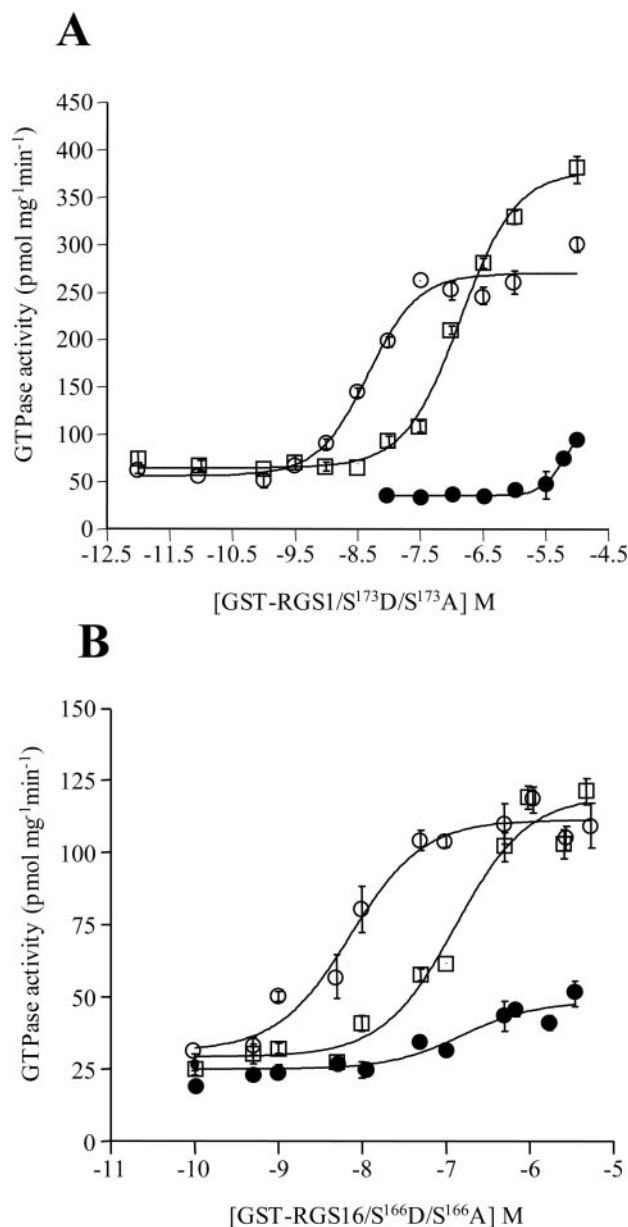 A
GTPase activity (pmol mg⁻¹min⁻¹)
450
400
350
300
250
200
150
100
50
0
-12.5 -11.5 -10.5 -9.5 -8.5 -7.5 -6.5 -5.5 -4.5
[GST-RGS1/S¹⁷³D/S¹⁷³A] M
B
GTPase activity (pmol mg⁻¹min⁻¹)
150
125
100
75
50
25
0
-11 -10 -9 -8 -7 -6 -5
[GST-RGS16/S¹⁶⁶D/S¹⁶⁶A] M